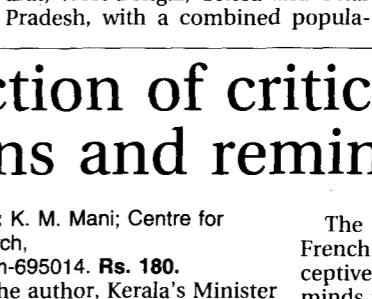 Pradesh, with a combined popula-
ction of critic
ns and remin
K. M. Mani; Centre for
rch,
n-695014. Rs. 180.
he author, Kerala's Minister
The
French
ceptive
minds